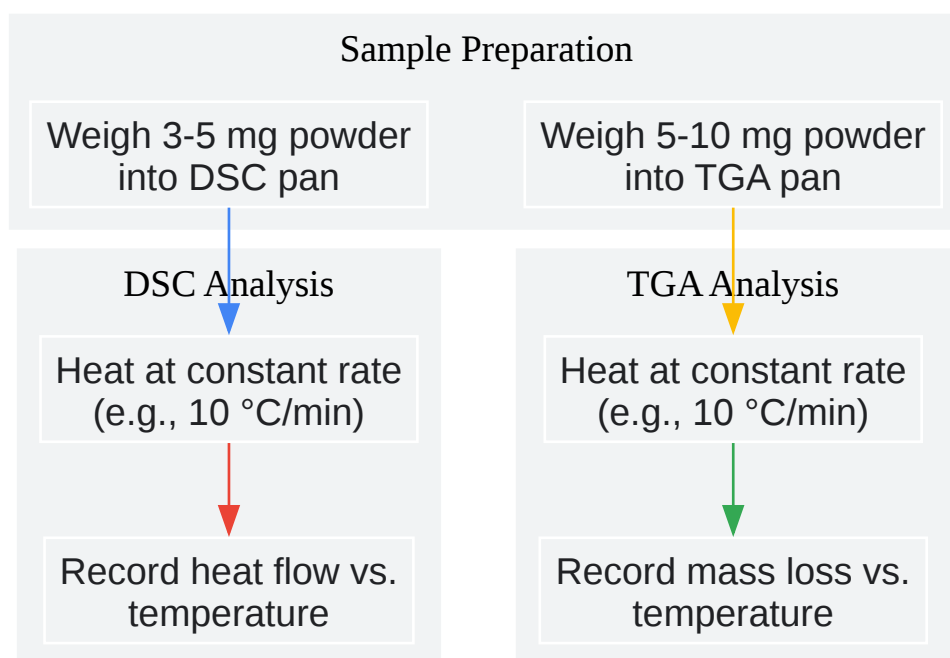 Sample Preparation
Weigh 3-5 mg powder
into DSC pan
Weigh 5-10 mg powder
into TGA pan
DSC Analysis
Heat at constant rate
(e.g., 10 °C/min)
Record heat flow vs.
temperature
TGA Analysis
Heat at constant rate
(e.g., 10 °C/min)
Record mass loss vs.
temperature